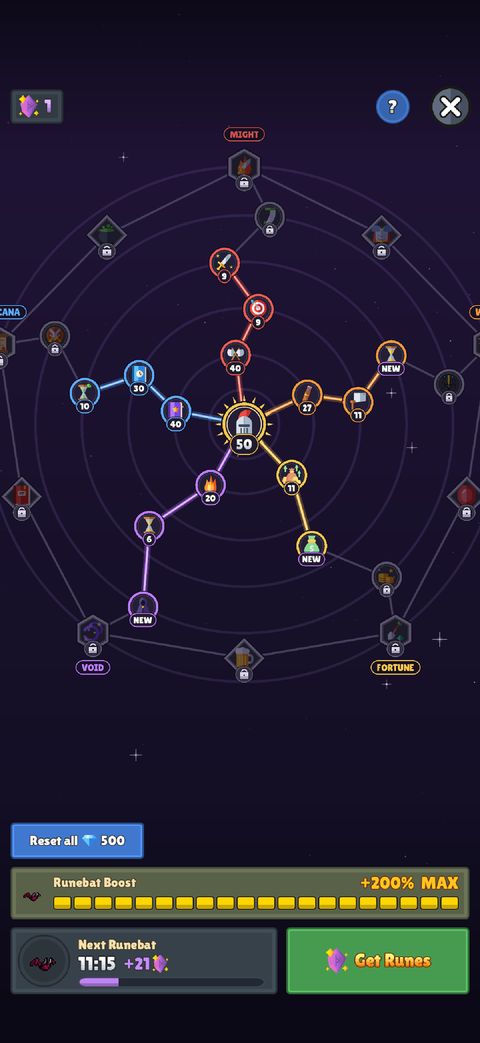 1
?
MIGHT
9
9
CANA
W
40
30
NEW
10
40
27
11
50
20
11
6
NEW
NEW
VOID
FORTUNE
Reset all 500
Runebat Boost
+200% MAX
Next Runebat
11:15 +21
Get Runes